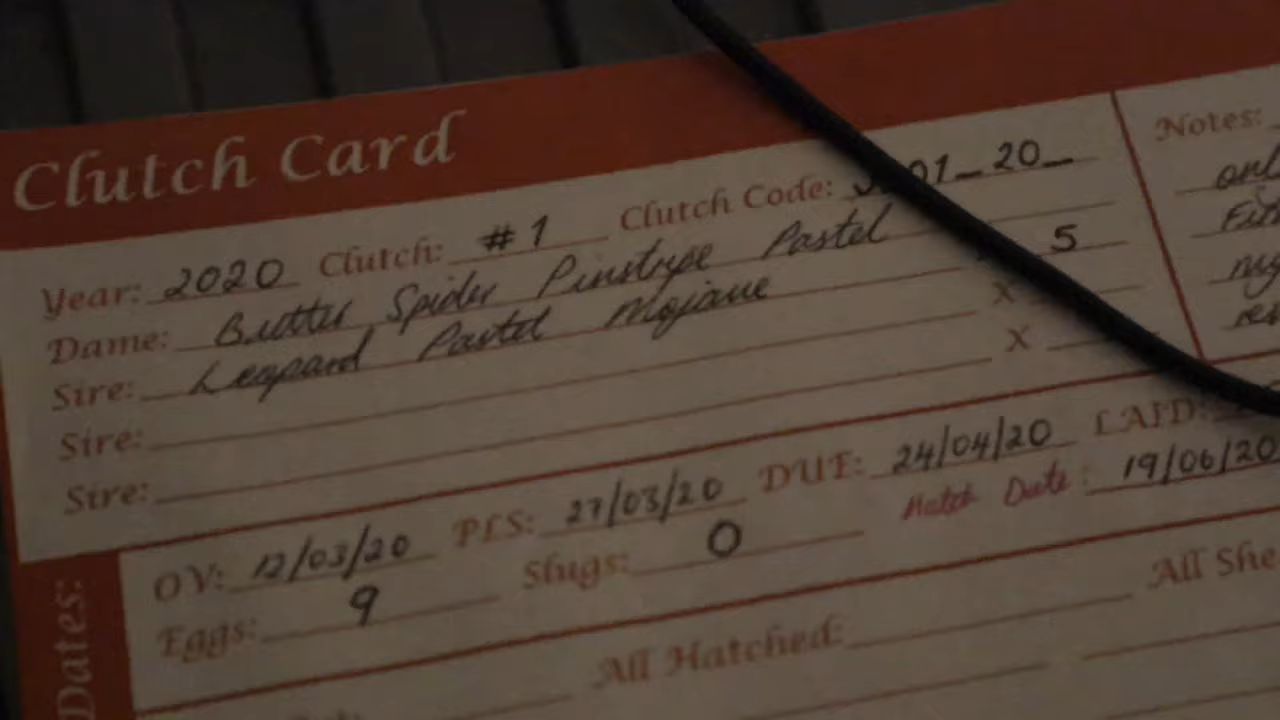 Clutch Card
Year: 2020 Clutch: #1 Clutch Code: 01_20_
Dame: Butter Spider Pinstripe Pastel
Sire: Leopard Pastel Mojave X 5
Sire: X
Sire:
Notes:
OV: 12/03/20 PLS: 27/03/20 DUE: 24/04/20 LAID:
Eggs: 9 Slugs: 0 Hatch Date: 19/06/20
Dates:
All Hatched: All She